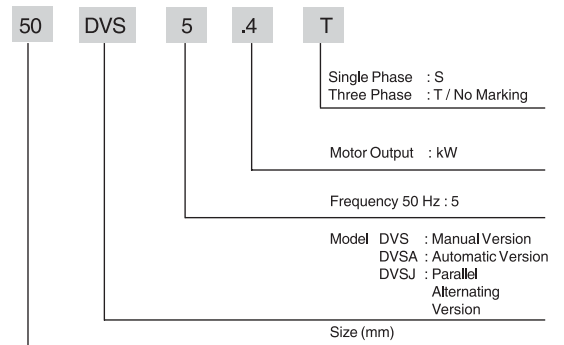 50 DVS 5 .4 T
Single Phase : S
Three Phase : T / No Marking
Motor Output : kW
Frequency 50 Hz : 5
Model DVS : Manual Version
DVSA : Automatic Version
DVSJ : Parallel
Alternating
Version
Size (mm)